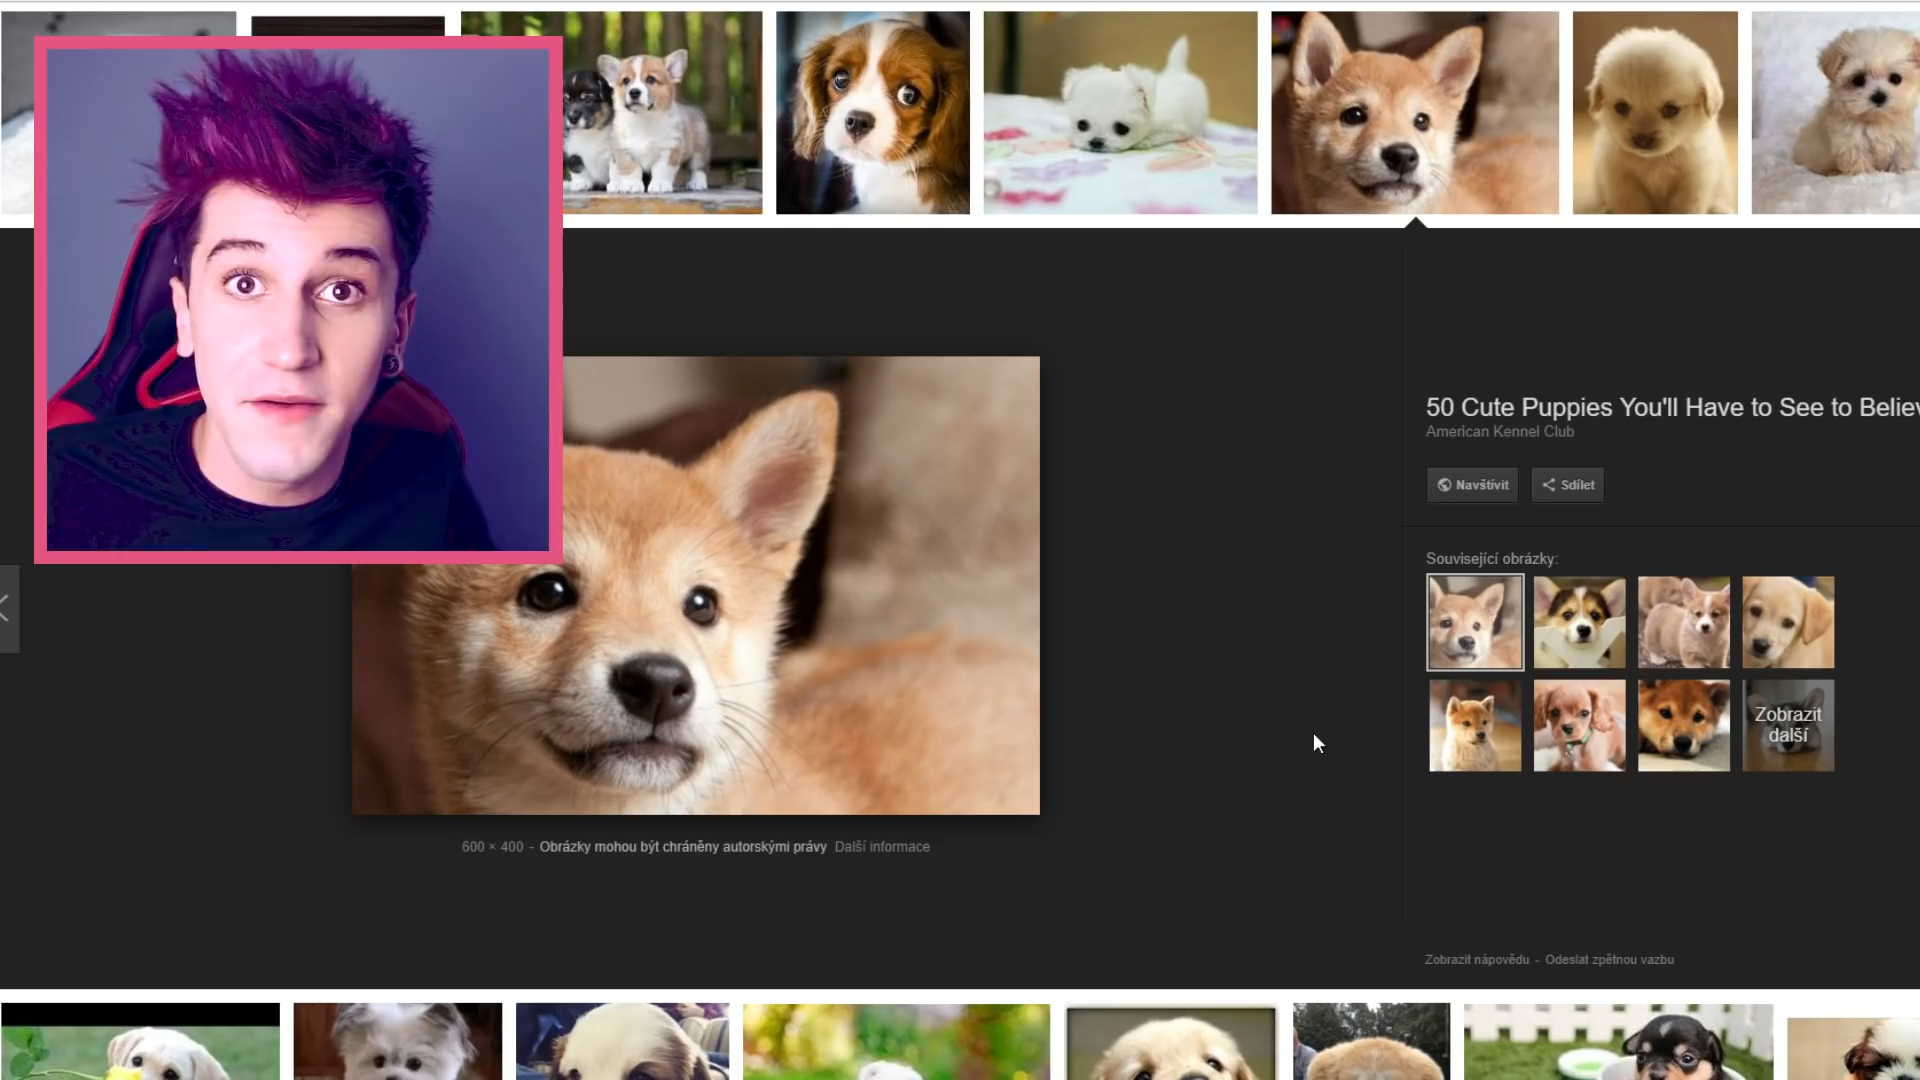 50 Cute Puppies You'll Have to See to
American Kennel Club
Navštívit
Sdílet
Související obrázky:
Zobrazit
další
600 × 400 - Obrázky mohou být chráněny autorskými právy Další informace
Zobrazit nápovědu - Odeslat zpětnou vazbu